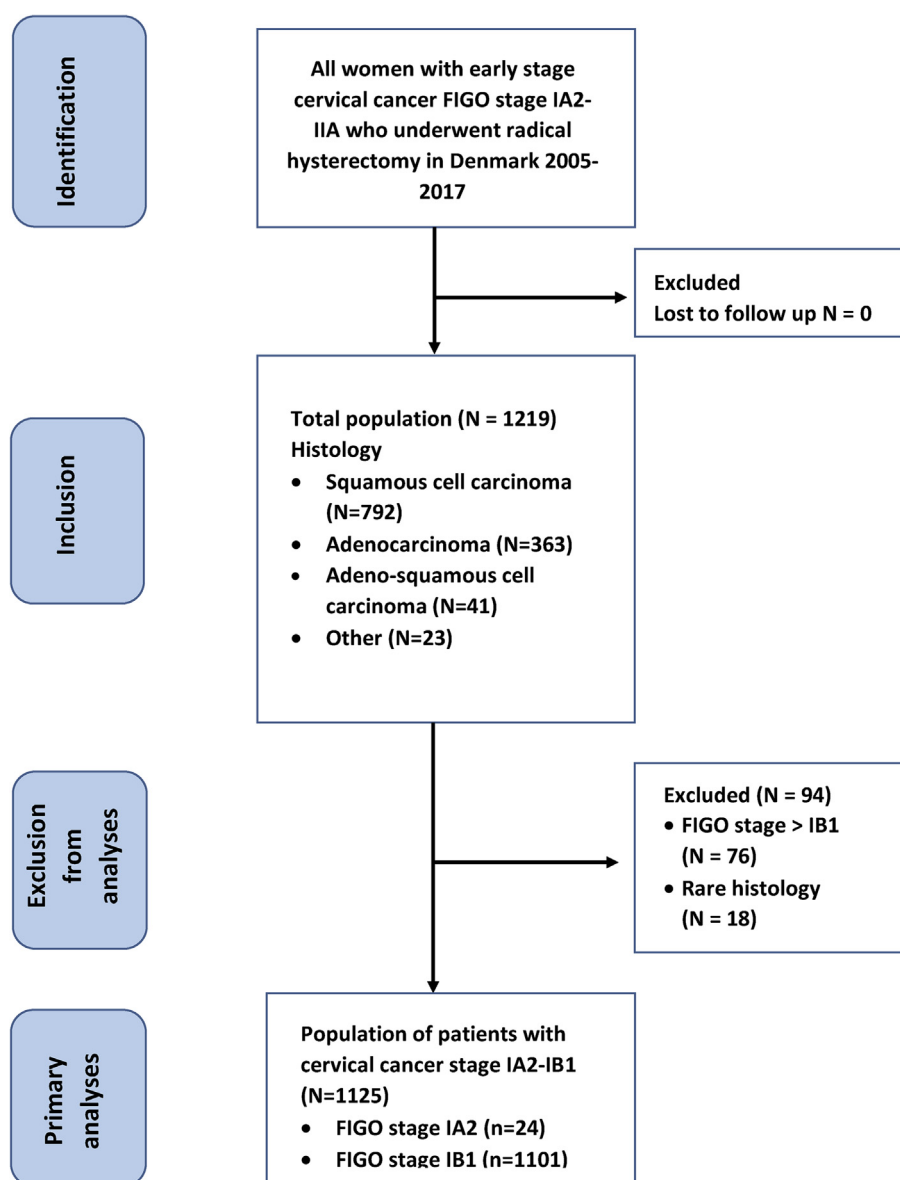 Identification
All women with early stage
cervical cancer FIGO stage IA2-
IIA who underwent radical
hysterectomy in Denmark 2005-
2017
Excluded
Lost to follow up N = 0
Inclusion
Total population (N = 1219)
Histology
• Squamous cell carcinoma
(N=792)
• Adenocarcinoma (N=363)
• Adeno-squamous cell
carcinoma (N=41)
• Other (N=23)
Exclusion
from
analyses
Excluded (N = 94)
• FIGO stage > IB1
(N = 76)
• Rare histology
(N = 18)
Primary
analyses
Population of patients with
cervical cancer stage IA2-IB1
(N=1125)
• FIGO stage IA2 (n=24)
• FIGO stage IB1 (n=1101)